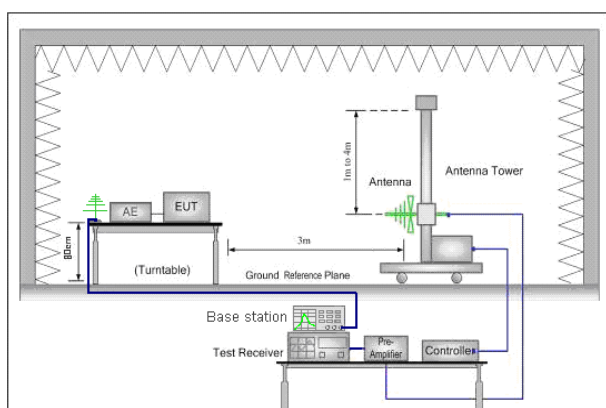 1m to 4m
Antenna Tower
Antenna
AE
EUT
3m
80cm
(Turntable)
Ground Reference Plane
Base station
Test Receiver
Pre-
Amplifier
Controller